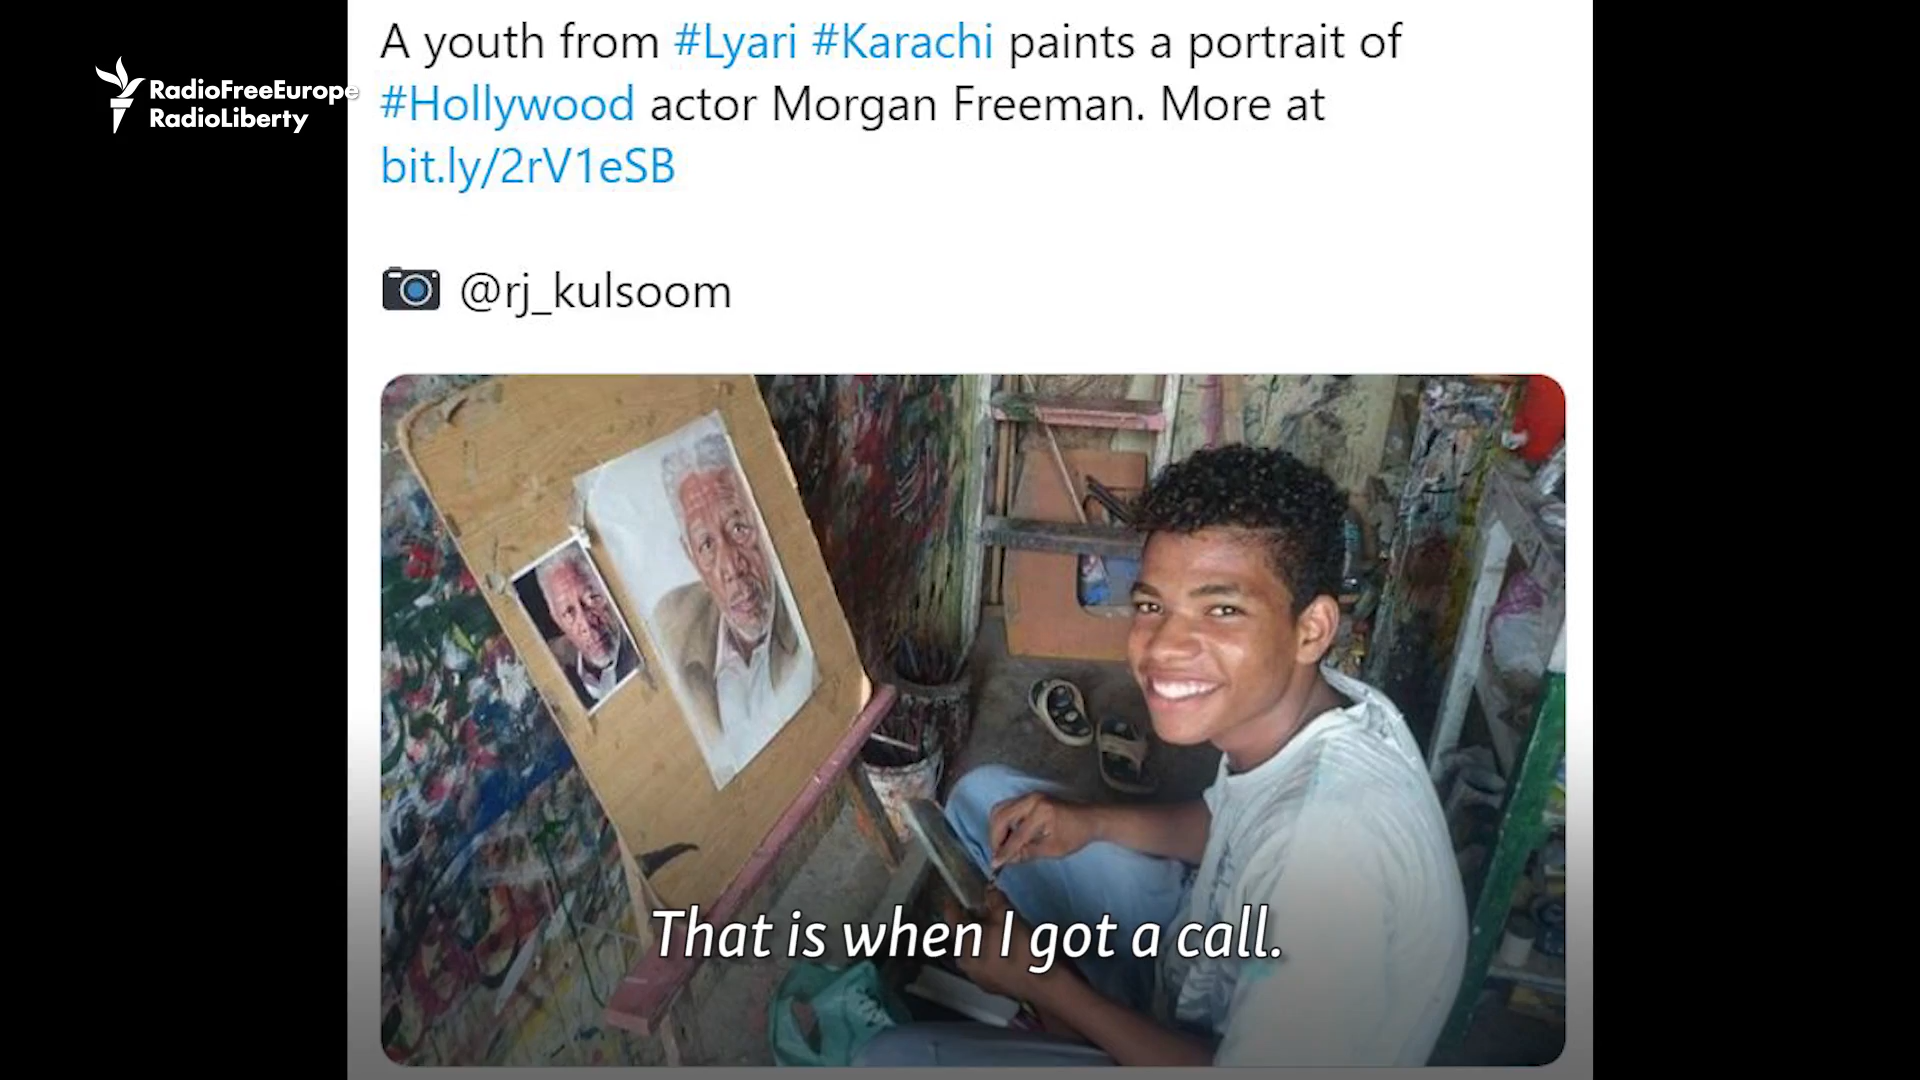 RadioFreeEurope
RadioLiberty
A youth from #Lyari #Karachi paints a portrait of
#Hollywood actor Morgan Freeman. More at
bit.ly/2rV1eSB
@rj_kulsoom
That is when I got a call.